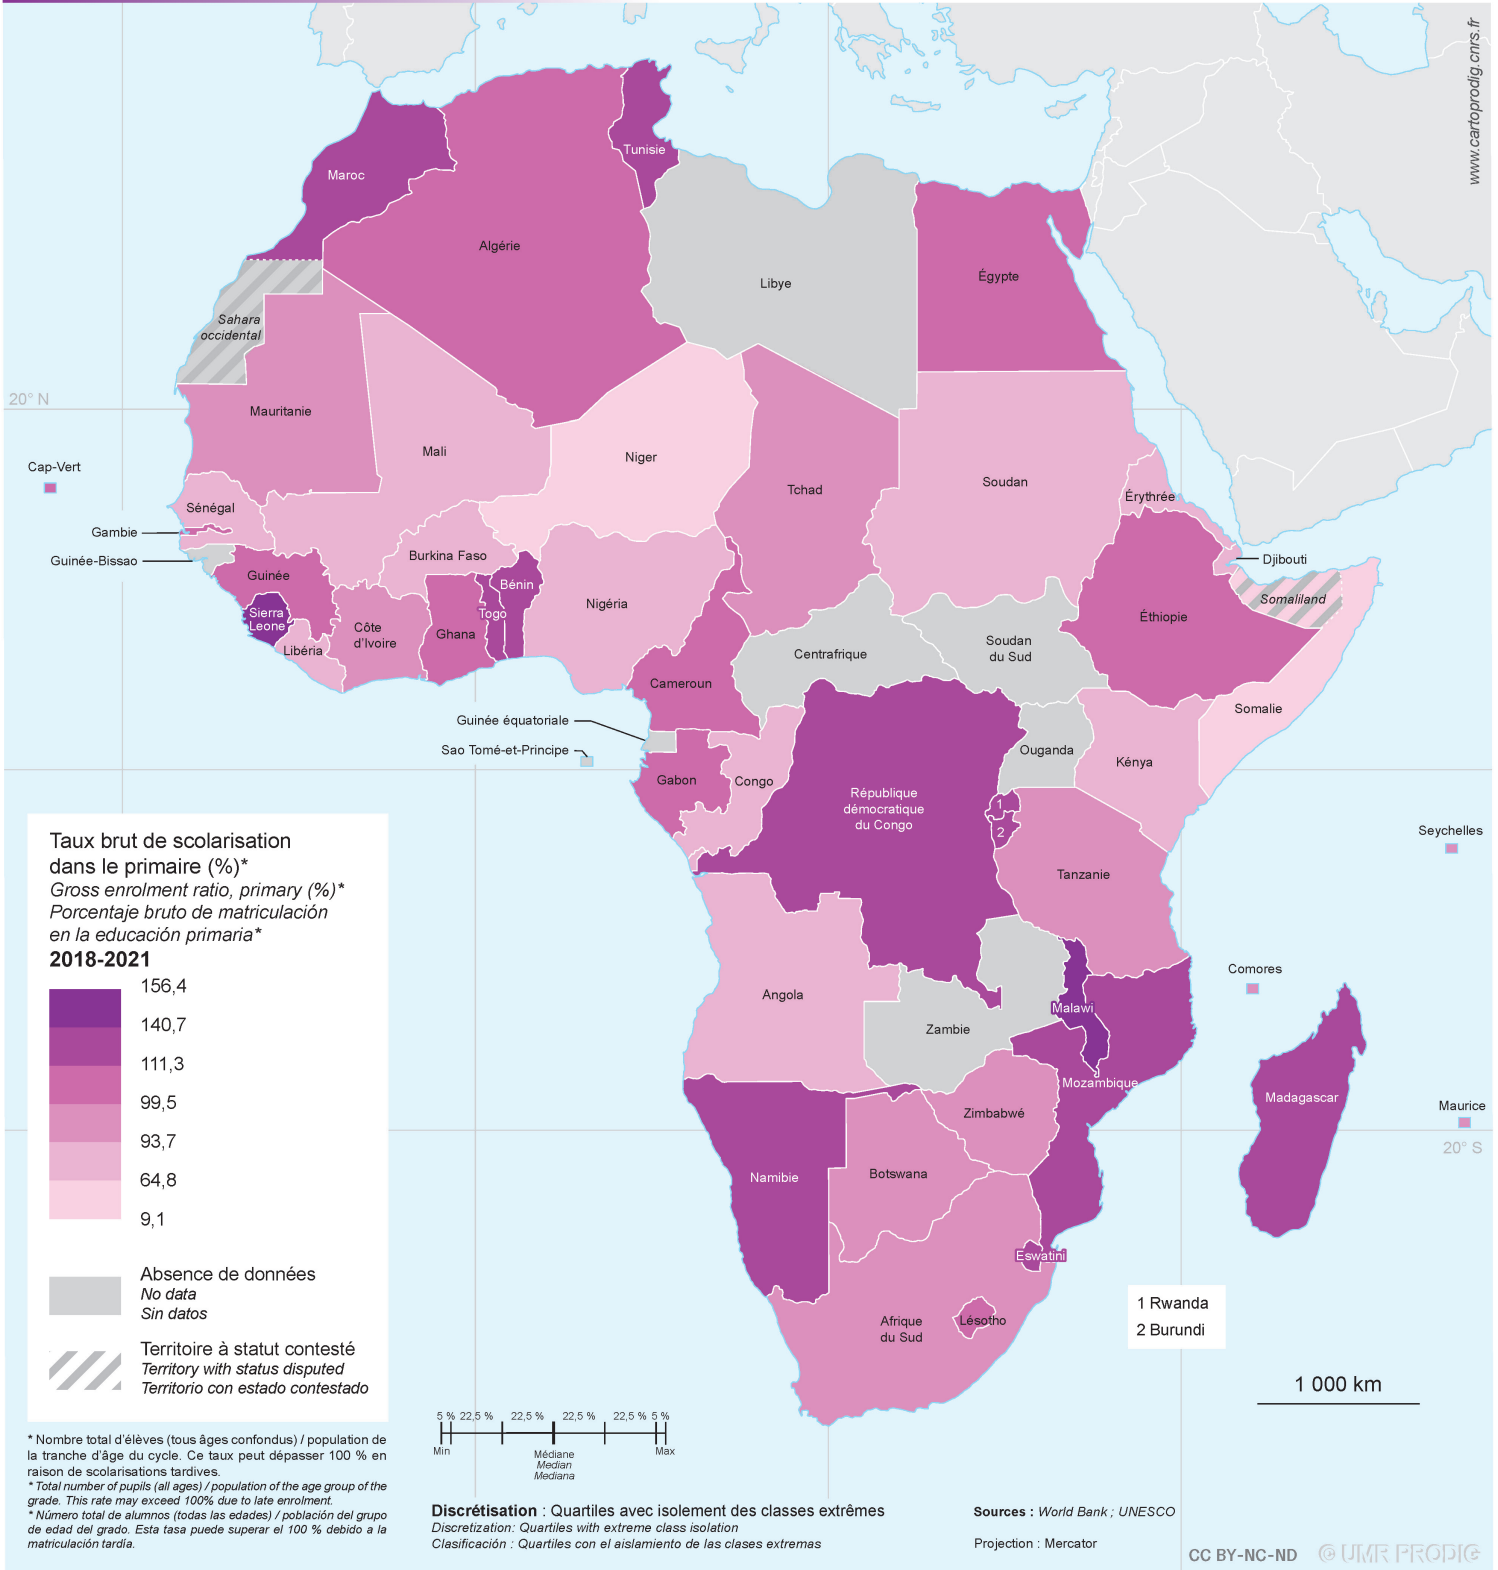 www.cartoprodig.cnrs.fr
Maroc
Tunisie
Algérie
Libye
Égypte
Sahara
occidental
20° N
Mauritanie
Mali
Niger
Tchad
Soudan
Érythrée
Cap-Vert
Sénégal
Gambie
Guinée-Bissao
Guinée
Burkina Faso
Bénin
Togo
Nigéria
Djibouti
Somaliland
Sierra
Leone
Libéria
Côte
d'Ivoire
Ghana
Cameroun
Centrafrique
Soudan
du Sud
Éthiopie
Somalie
Guinée équatoriale
Sao Tomé-et-Principe
Gabon
Congo
République
démocratique
du Congo
Ouganda
Kénya
1
2
Tanzanie
Seychelles
Comores
Angola
Zambie
Malawi
Mozambique
Madagascar
Maurice
20° S
Zimbabwé
Namibie
Botswana
Eswatini
Afrique
du Sud
Lésotho
1 Rwanda
2 Burundi
1 000 km
Taux brut de scolarisation
dans le primaire (%)*
Gross enrolment ratio, primary (%)*
Porcentaje bruto de matriculación
en la educación primaria*
2018-2021
156,4
140,7
111,3
99,5
93,7
64,8
9,1
Absence de données
No data
Sin datos
Territoire à statut contesté
Territory with status disputed
Territorio con estado contestado
* Nombre total d'élèves (tous âges confondus) / population de
la tranche d'âge du cycle. Ce taux peut dépasser 100 % en
raison de scolarisations tardives.
* Total number of pupils (all ages) / population of the age group of the
grade. This rate may exceed 100% due to late enrolment.
* Número total de alumnos (todas las edades) / población del grupo
de edad del grado. Esta tasa puede superar el 100 % debido a la
matriculación tardía.
5 % 22,5 % 22,5 % 22,5 % 22,5 % 5 %
Min Médiane Max
Median
Mediana
Discrétisation : Quartiles avec isolement des classes extrêmes
Discretization: Quartiles with extreme class isolation
Clasificación : Quartiles con el aislamiento de las clases extremas
Sources : World Bank ; UNESCO
Projection : Mercator
CC BY-NC-ND © UMR PRODIG